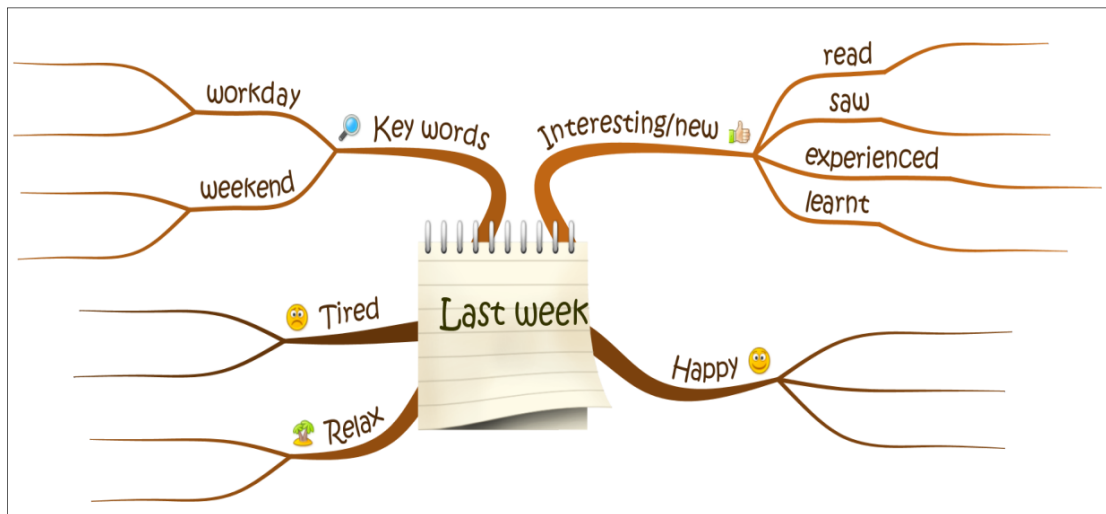 Last week
Key words
workday
weekend
Interesting/new
read
saw
experienced
learnt
Tired
Relax
Happy